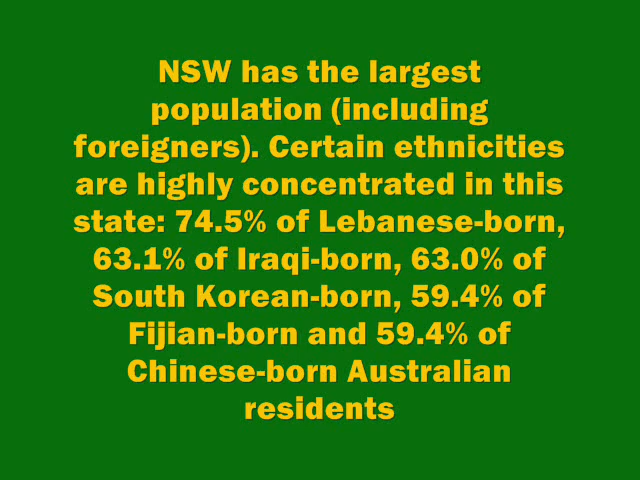 NSW has the largest
population (including
foreigners). Certain ethnicities
are highly concentrated in this
state: 74.5% of Lebanese-born,
63.1% of Iraqi-born, 63.0% of
South Korean-born, 59.4% of
Fijian-born and 59.4% of
Chinese-born Australian
residents